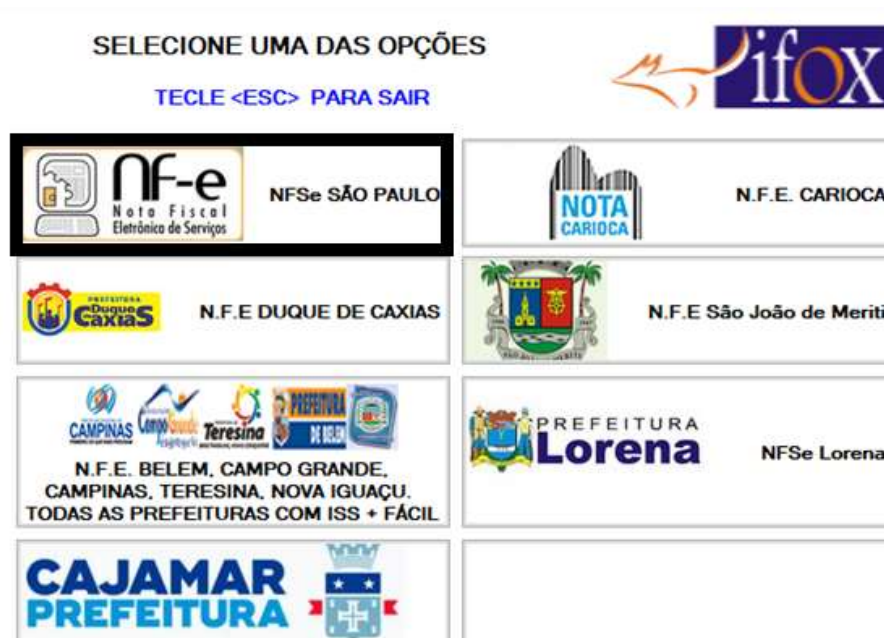 SELECIONE UMA DAS OPÇÕES
TECLE <ESC> PARA SAIR
ifox
NF-e
Nota Fiscal
Eletrônica de Serviços
NFSe SÃO PAULO
NOTA
CARIOCA
N.F.E. CARIOCA
PREFEITURA
Duque
Caxias
N.F.E DUQUE DE CAXIAS
N.F.E São João de Meriti
CAMPINAS
Campo Grande
Teresina
PREFEITURA
DE BELEM
N.F.E. BELEM, CAMPO GRANDE,
CAMPINAS, TERESINA, NOVA IGUAÇU.
TODAS AS PREFEITURAS COM ISS + FÁCIL
PREFEITURA
Lorena
NFSe Lorena
CAJAMAR
PREFEITURA